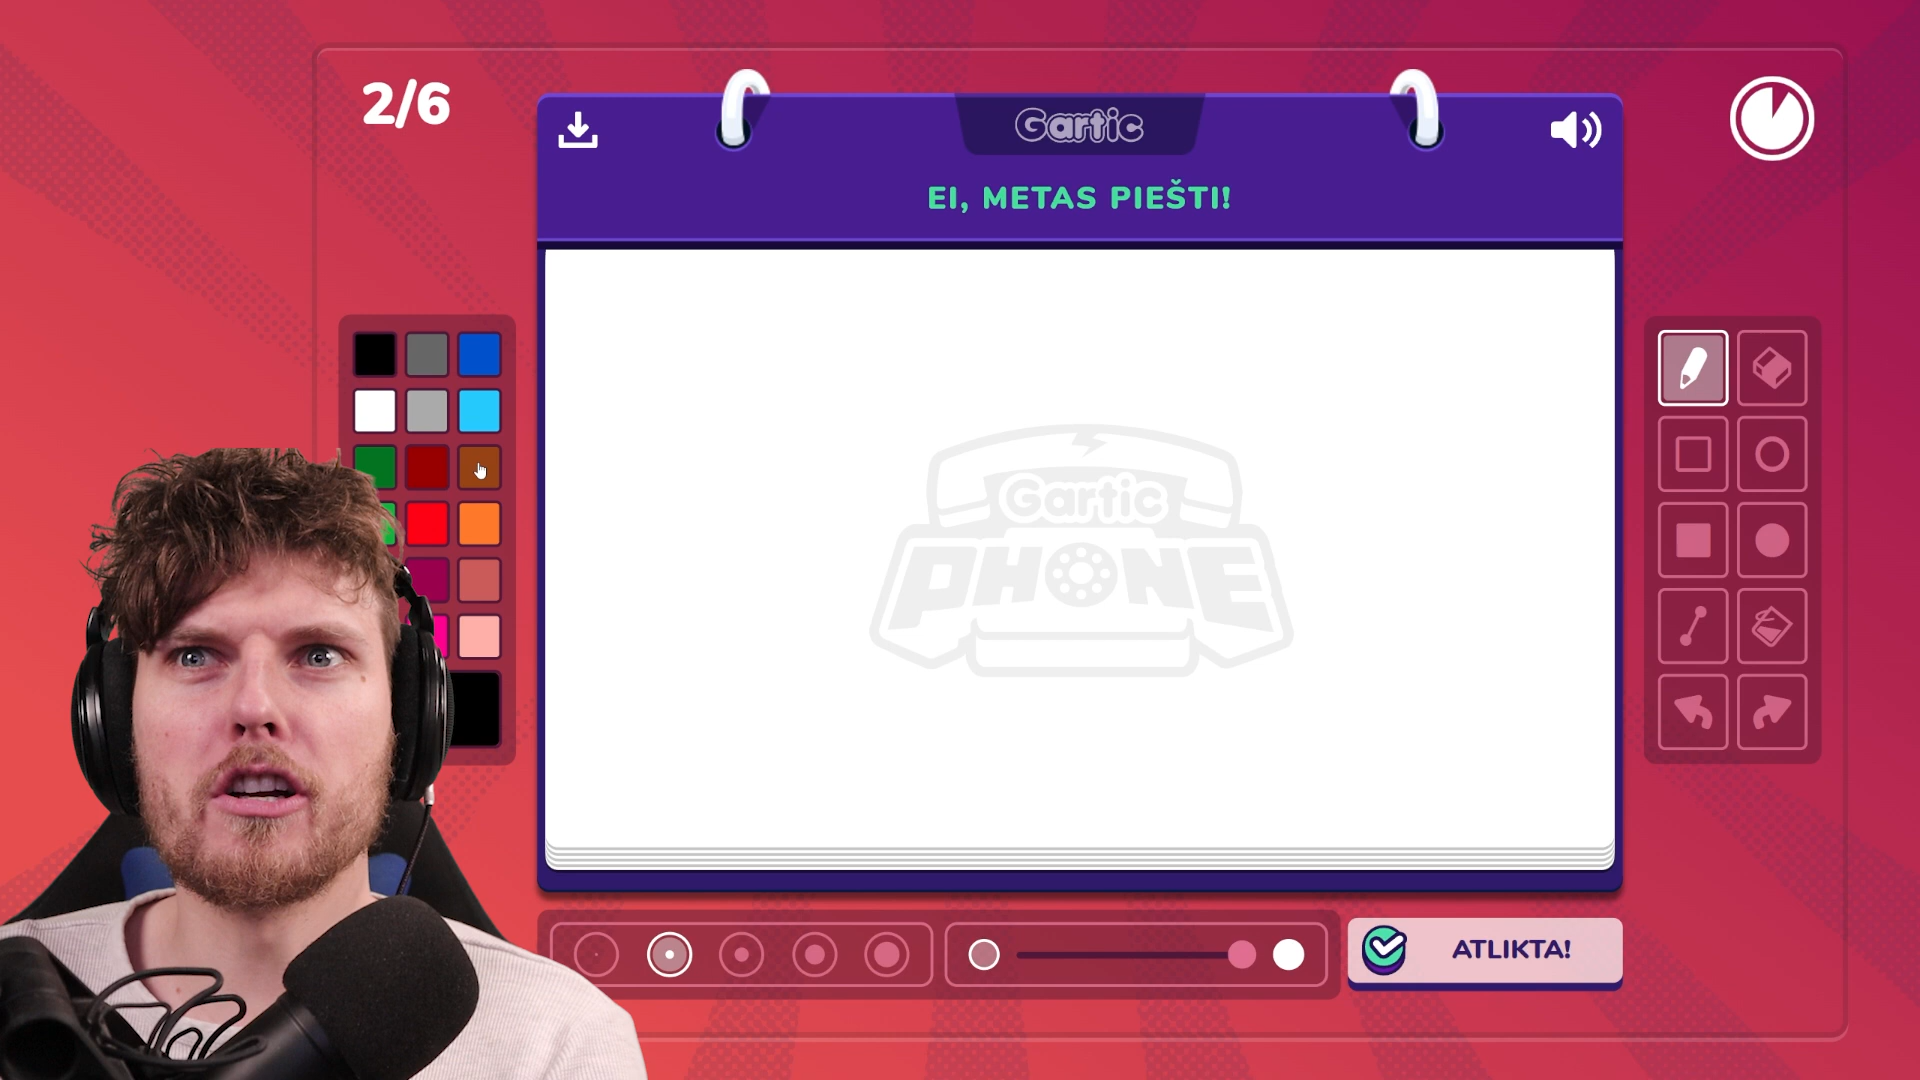 2/6
Gartic
EI, METAS PIEŠTI!
Gartic
PHONE
ATLIKTA!